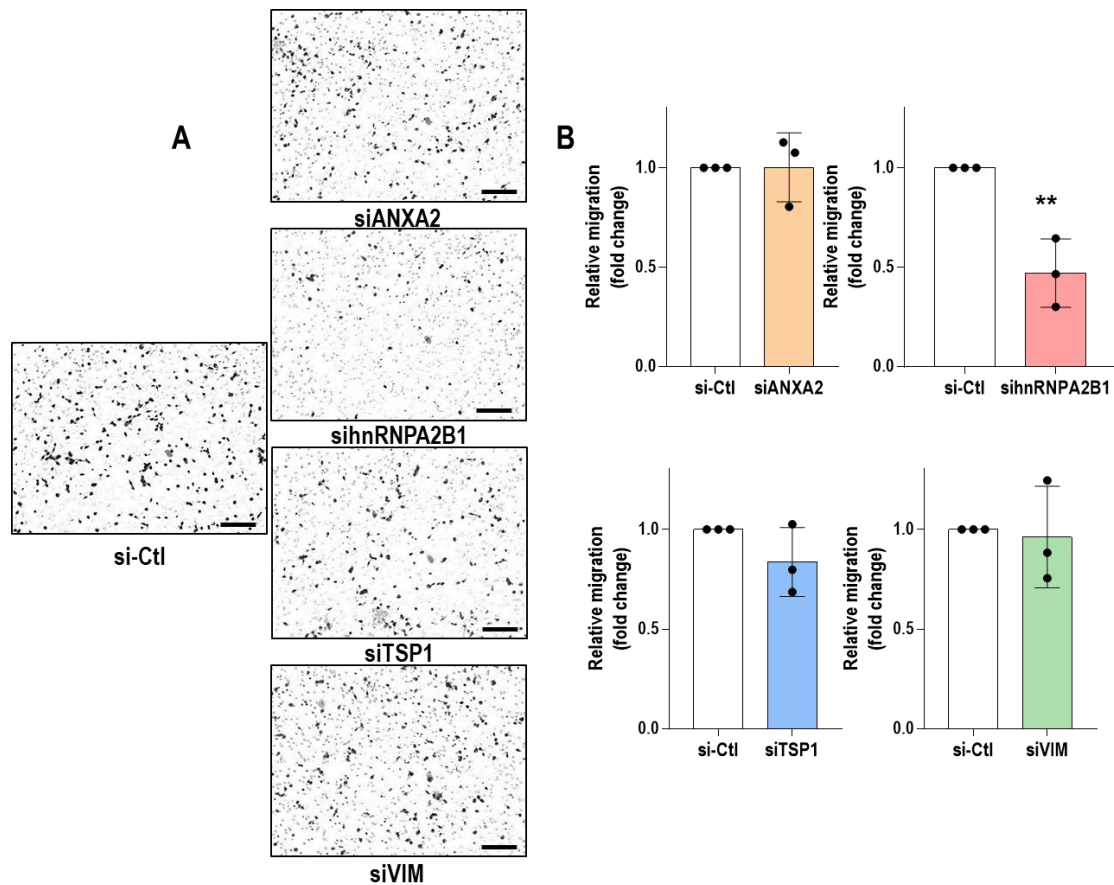 A
siANXA2
sihnRNPA2B1
si-Ctl
siTSP1
siVIM
B
Relative migration
(fold change)
1.0
0.5
0.0
si-Ctl siANXA2
Relative migration
(fold change)
1.0
0.5
0.0
**
si-Ctl sihnRNPA2B1
Relative migration
(fold change)
1.0
0.5
0.0
si-Ctl siTSP1
Relative migration
(fold change)
1.0
0.5
0.0
si-Ctl siVIM